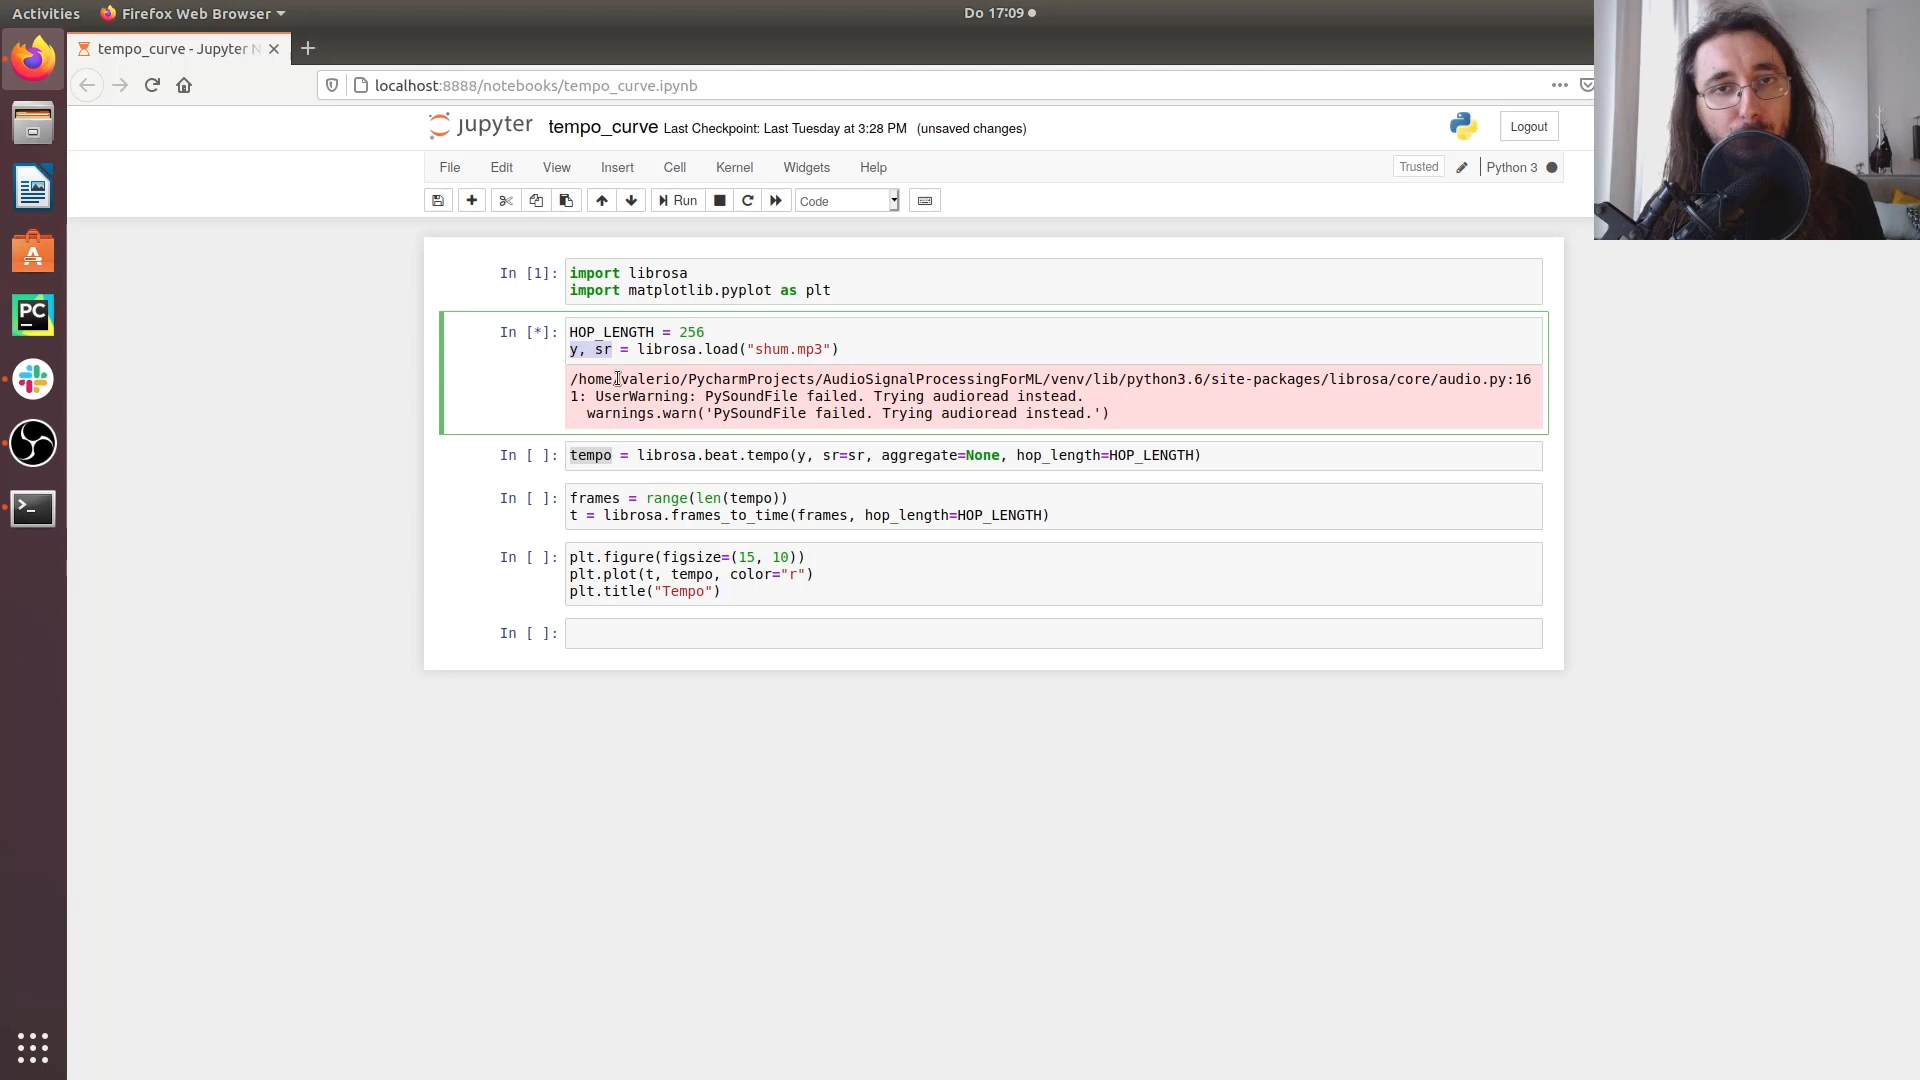 Activities
Firefox Web Browser
Do 17:09
tempo_curve - Jupyter N
localhost:8888/notebooks/tempo_curve.ipynb
jupyter
tempo_curve Last Checkpoint: Last Tuesday at 3:28 PM (unsaved changes)
Logout
File Edit View Insert Cell Kernel Widgets Help
Trusted
Python 3
Run
Code
PC
In [1]: import librosa
import matplotlib.pyplot as plt
In [*]: HOP_LENGTH = 256
y, sr = librosa.load("shum.mp3")
/home/valerio/PycharmProjects/AudioSignalProcessingForML/venv/lib/python3.6/site-packages/librosa/core/audio.py:16
1: UserWarning: PySoundFile failed. Trying audioread instead.
warnings.warn('PySoundFile failed. Trying audioread instead.')
In [ ]: tempo = librosa.beat.tempo(y, sr=sr, aggregate=None, hop_length=HOP_LENGTH)
In [ ]: frames = range(len(tempo))
t = librosa.frames_to_time(frames, hop_length=HOP_LENGTH)
In [ ]: plt.figure(figsize=(15, 10))
plt.plot(t, tempo, color="r")
plt.title("Tempo")
In [ ]: